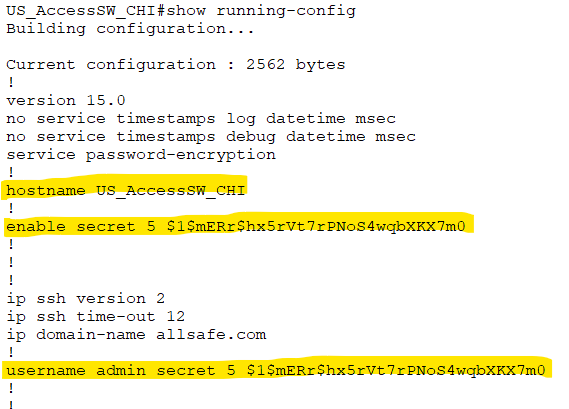 US_AccessSW_CHI#show running-config
Building configuration...
Current configuration : 2562 bytes
!
version 15.0
no service timestamps log datetime msec
no service timestamps debug datetime msec
service password-encryption
!
hostname US_AccessSW_CHI
!
enable secret 5 $1$mERr$hx5rVt7rPNoS4wqbXKX7m0
!
!
!
ip ssh version 2
ip ssh time-out 12
ip domain-name allsafe.com
!
username admin secret 5 $1$mERr$hx5rVt7rPNoS4wqbXKX7m0
!
!